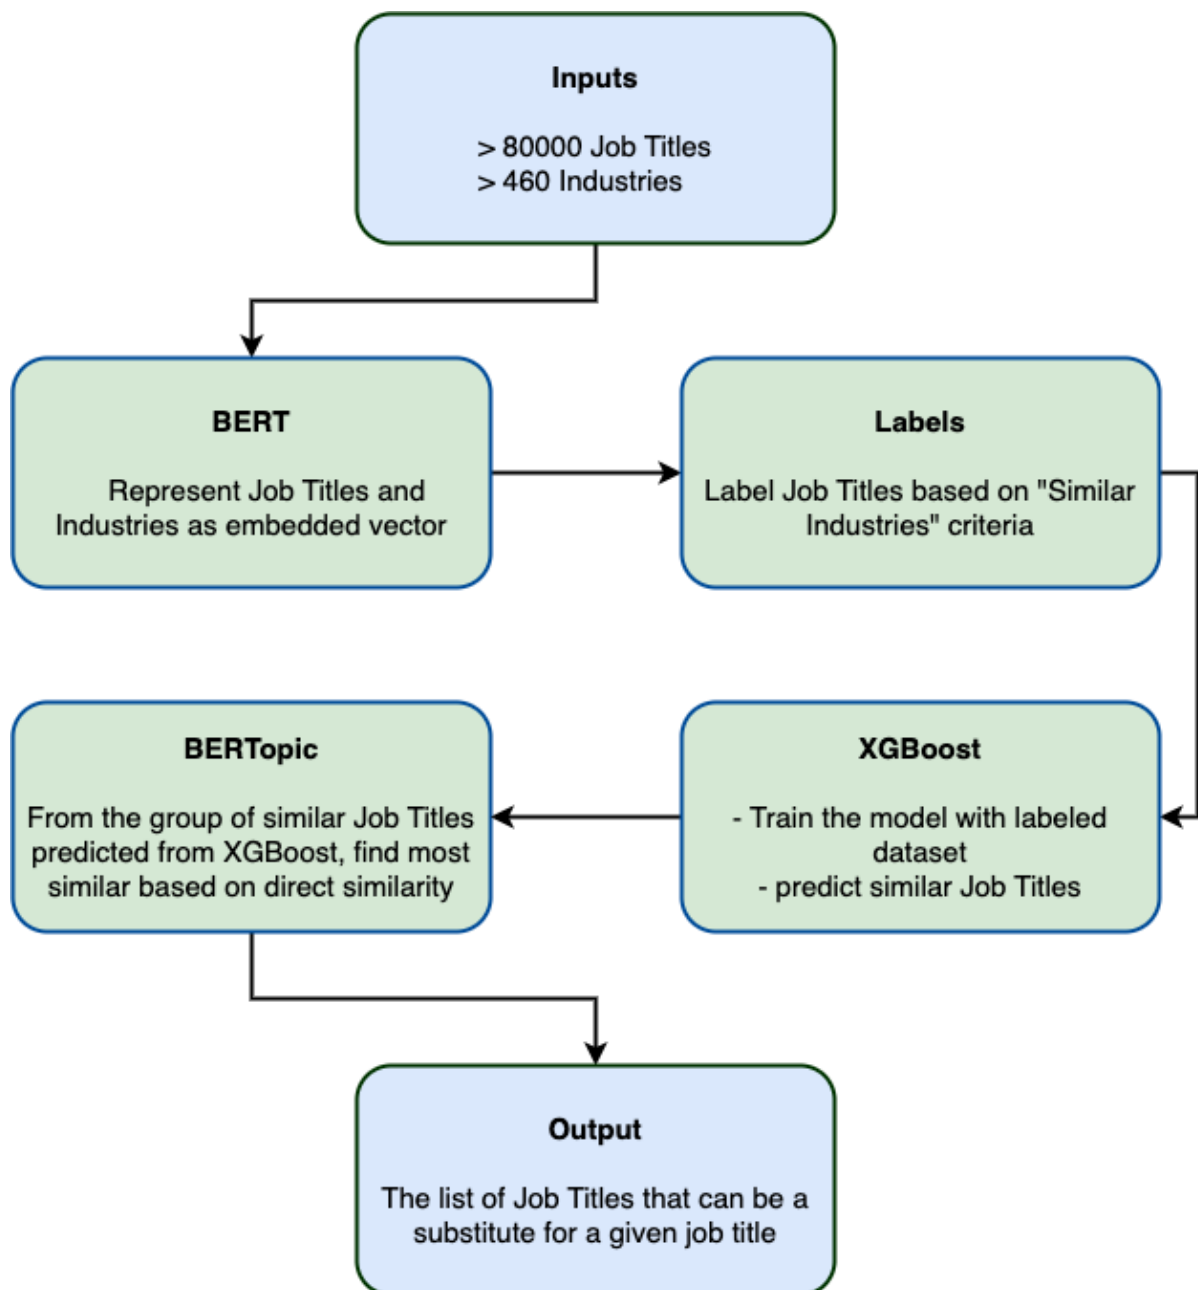 Inputs
> 80000 Job Titles
> 460 Industries
BERT
Represent Job Titles and
Industries as embedded vector
Labels
Label Job Titles based on "Similar
Industries" criteria
XGBoost
- Train the model with labeled
dataset
- predict similar Job Titles
BERTopic
From the group of similar Job Titles
predicted from XGBoost, find most
similar based on direct similarity
Output
The list of Job Titles that can be a
substitute for a given job title